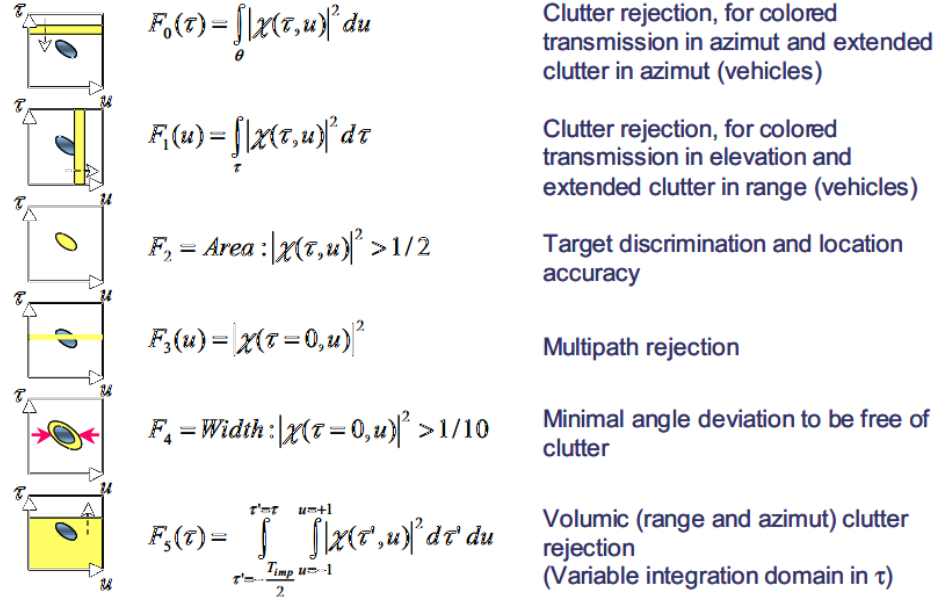 τ
F₀(τ) = ∫θ |χ(τ,u)|² du
Clutter rejection, for colored
transmission in azimut and extended
clutter in azimut (vehicles)
τ u
F₁(u) = ∫τ |χ(τ,u)|² dτ
Clutter rejection, for colored
transmission in elevation and
extended clutter in range (vehicles)
τ u
F₂ = Area : |χ(τ,u)|² > 1/2
Target discrimination and location
accuracy
τ u
F₃(u) = |χ(τ = 0,u)|²
Multipath rejection
τ u
F₄ = Width : |χ(τ = 0,u)|² > 1/10
Minimal angle deviation to be free of
clutter
τ u
τ'=τ u=+1
F₅(τ) = ∫ ∫ |χ(τ',u)|² dτ' du
τ'=-Timp/2 u=-1
Volumic (range and azimut) clutter
rejection
(Variable integration domain in τ)
u